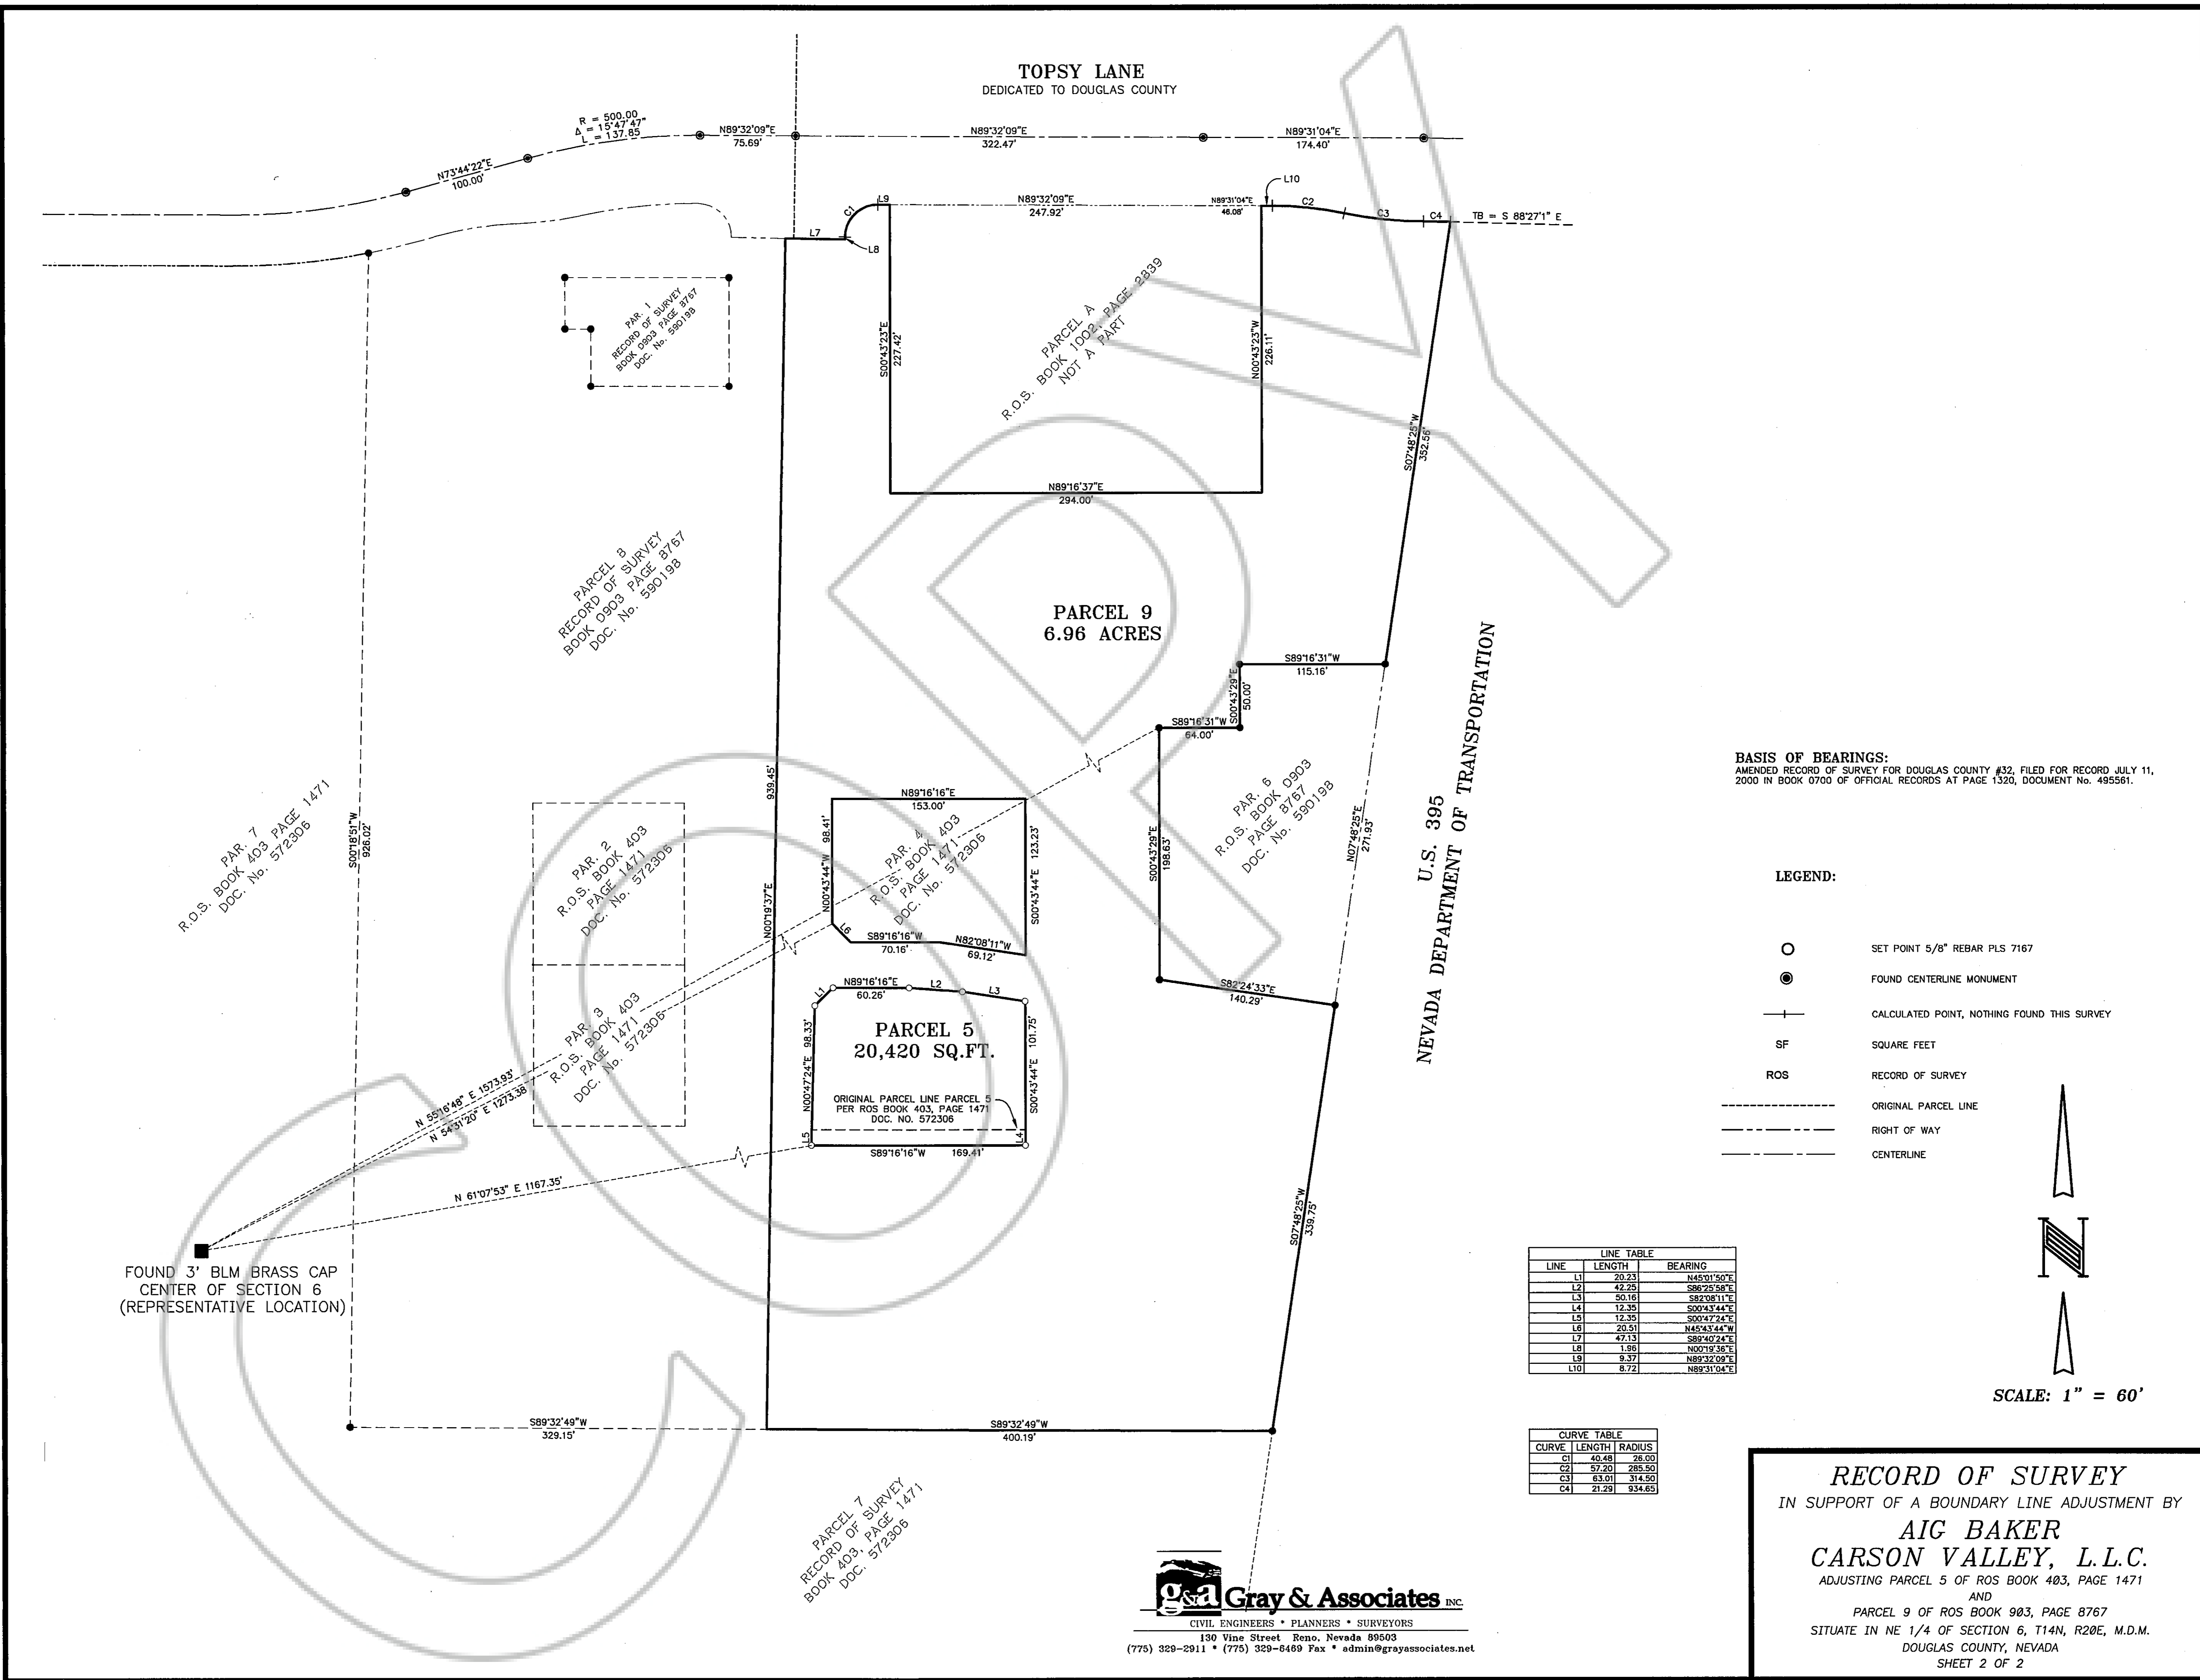 TOPSY LANE
DEDICATED TO DOUGLAS COUNTY
R = 500.00
Δ = 15°47'47"
L = 137.85
N73°44'22"E
100.00'
N89°32'09"E
75.69'
N89°32'09"E
322.47'
N89°31'04"E
174.40'
L7
C1
L8
L9
N89°32'09"E
247.92'
N89°31'04"E
46.08'
L10
C2
C3
C4
TB = S 88°27'1" E
PAR. 1
RECORD OF SURVEY
BOOK 0903 PAGE 8767
DOC. No. 590198
S00°43'23"E
227.42'
PARCEL A
R.O.S. BOOK 1002, PAGE 2839
NOT A PART
N00°43'23"W
226.11'
N89°16'37"E
294.00'
S07°48'25"W
352.56'
PARCEL 8
RECORD OF SURVEY
BOOK 0903 PAGE 8767
DOC. No. 590198
PARCEL 9
6.96 ACRES
S89°16'31"W
115.16'
S00°43'29"E
50.00'
S89°16'31"W
64.00'
S00°43'29"E
198.63'
PAR. 6
R.O.S. BOOK 0903
PAGE 8767
DOC. No. 590198
N07°48'25"E
271.93'
S82°24'33"E
140.29'
U.S. 395
NEVADA DEPARTMENT OF TRANSPORTATION
PAR. 7
R.O.S. BOOK 403 PAGE 1471
DOC. No. 572306
S00°18'51"W
926.02'
939.45'
N00°19'37"E
PAR. 2
R.O.S. BOOK 403
PAGE 1471
DOC. No. 572306
PAR. 3
R.O.S. BOOK 403
PAGE 1471
DOC. No. 572306
N89°16'16"E
153.00'
N00°43'44"W 98.41'
PAR. 4
R.O.S. BOOK 403
PAGE 1471
DOC. No. 572306
S00°43'44"E 123.23'
L6
S89°16'16"W
70.16'
N82°08'11"W
69.12'
L1
N89°16'16"E
60.26'
L2
L3
N00°47'24"E 98.33'
PARCEL 5
20,420 SQ.FT.
S00°43'44"E 101.75'
ORIGINAL PARCEL LINE PARCEL 5
PER ROS BOOK 403, PAGE 1471
DOC. NO. 572306
L5
L4
S89°16'16"W 169.41'
N 55°16'48" E 1573.93'
N 54°31'20" E 1273.38
N 61°07'53" E 1167.35'
FOUND 3' BLM BRASS CAP
CENTER OF SECTION 6
(REPRESENTATIVE LOCATION)
S07°48'25"W
339.75'
S89°32'49"W
329.15'
S89°32'49"W
400.19'
PARCEL 7
RECORD OF SURVEY
BOOK 403, PAGE 1471
DOC. 572306
BASIS OF BEARINGS:
AMENDED RECORD OF SURVEY FOR DOUGLAS COUNTY #32, FILED FOR RECORD JULY 11,
2000 IN BOOK 0700 OF OFFICIAL RECORDS AT PAGE 1320, DOCUMENT No. 495561.
LEGEND:
SET POINT 5/8" REBAR PLS 7167
FOUND CENTERLINE MONUMENT
CALCULATED POINT, NOTHING FOUND THIS SURVEY
SF SQUARE FEET
ROS RECORD OF SURVEY
ORIGINAL PARCEL LINE
RIGHT OF WAY
CENTERLINE
N
SCALE: 1" = 60'
LINE TABLE
LINE LENGTH BEARING
L1 20.23 N45°01'50"E
L2 42.25 S86°25'58"E
L3 50.16 S82°08'11"E
L4 12.35 S00°43'44"E
L5 12.35 S00°47'24"E
L6 20.51 N45°43'44"W
L7 47.13 S89°40'24"E
L8 1.96 N00°19'36"E
L9 9.37 N89°32'09"E
L10 8.72 N89°31'04"E
CURVE TABLE
CURVE LENGTH RADIUS
C1 40.48 26.00
C2 57.20 285.50
C3 63.01 314.50
C4 21.29 934.65
g&a Gray & Associates INC.
CIVIL ENGINEERS * PLANNERS * SURVEYORS
130 Vine Street Reno, Nevada 89503
(775) 329-2911 * (775) 329-6469 Fax * admin@grayassociates.net
RECORD OF SURVEY
IN SUPPORT OF A BOUNDARY LINE ADJUSTMENT BY
AIG BAKER
CARSON VALLEY, L.L.C.
ADJUSTING PARCEL 5 OF ROS BOOK 403, PAGE 1471
AND
PARCEL 9 OF ROS BOOK 903, PAGE 8767
SITUATE IN NE 1/4 OF SECTION 6, T14N, R20E, M.D.M.
DOUGLAS COUNTY, NEVADA
SHEET 2 OF 2
COPY